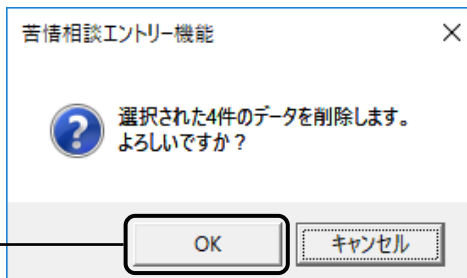 苦情相談エントリー機能
選択された4件のデータを削除します。
よろしいですか？
OK
キャンセル